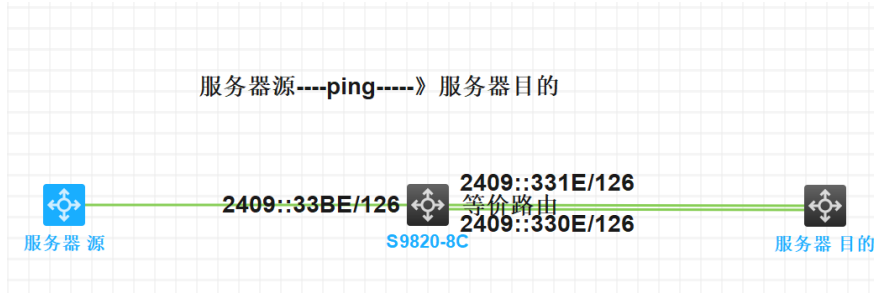 服务器源----ping-----》服务器目的
2409::33BE/126
2409::331E/126
等价路由
2409::330E/126
服务器 源
S9820-8C
服务器 目的